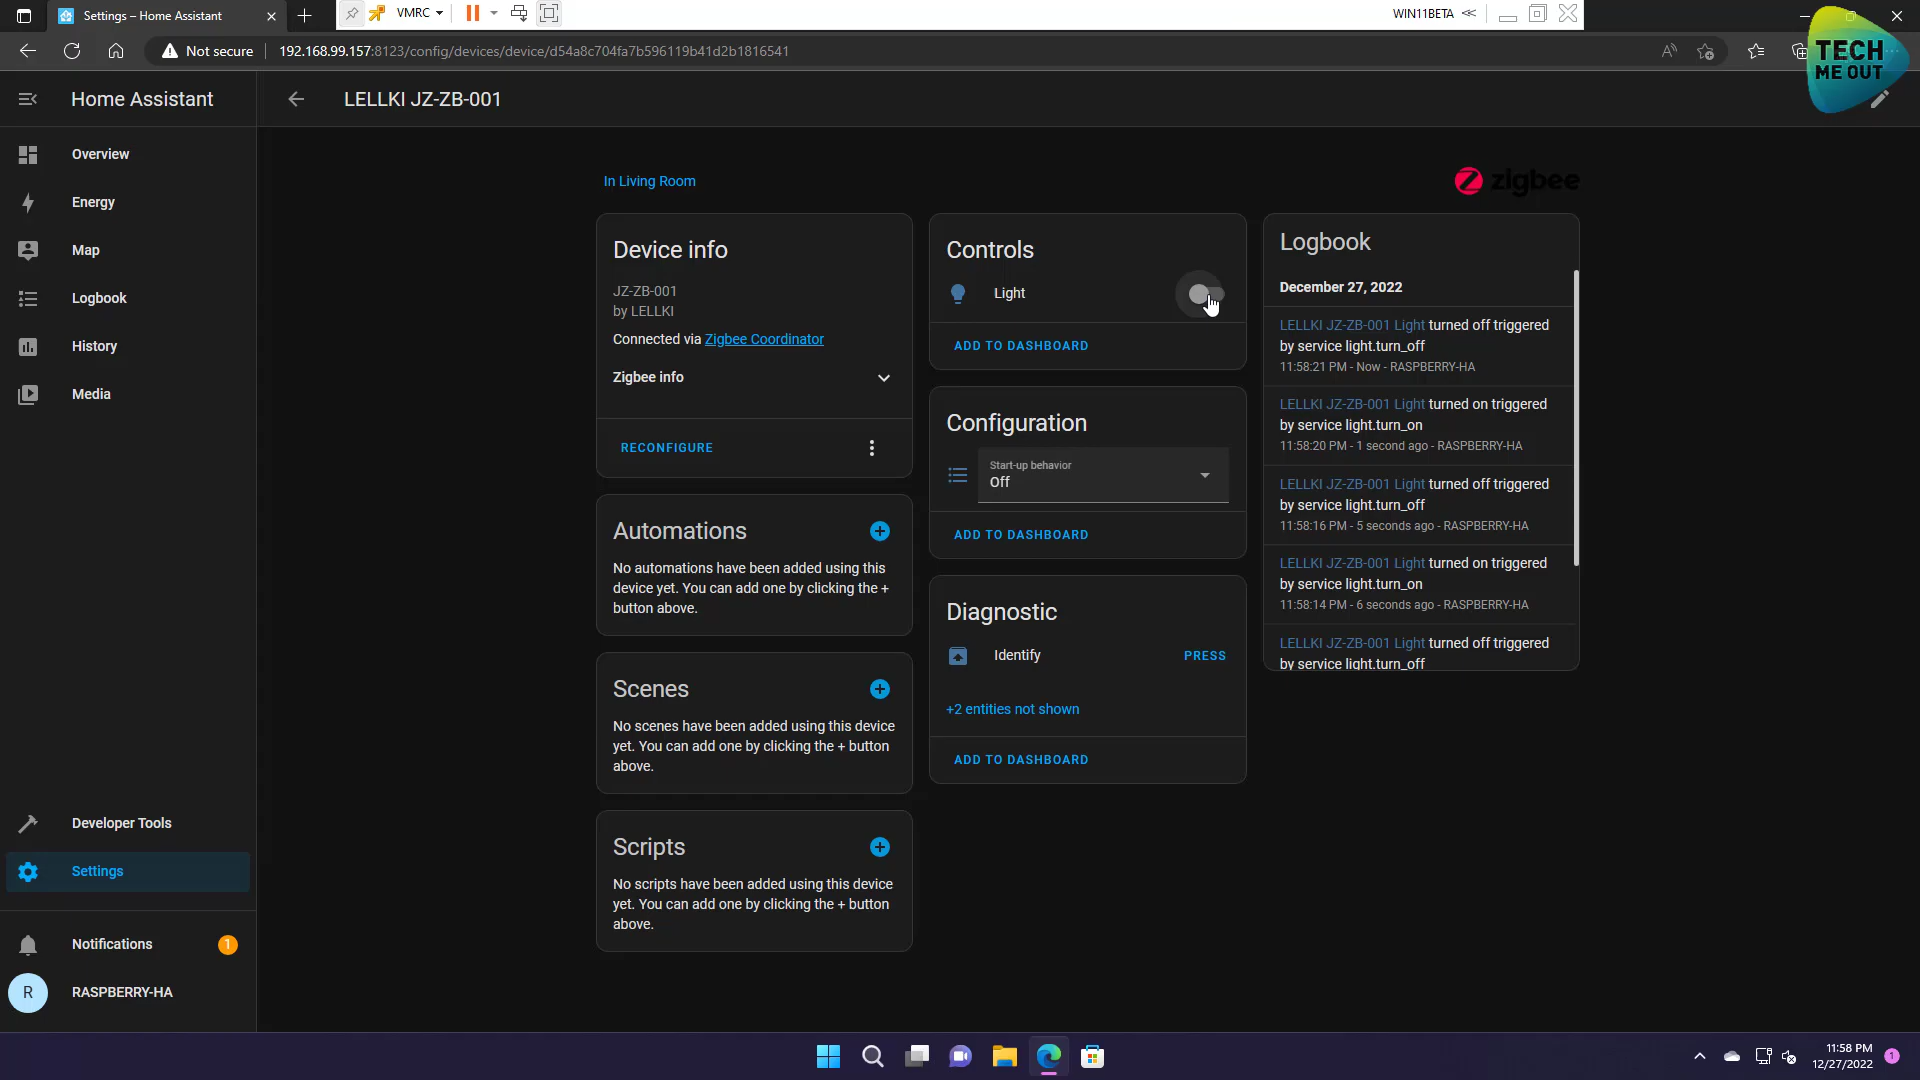 Settings – Home Assistant
VMRC
WIN11BETA
Not secure
192.168.99.157:8123/config/devices/device/d54a8c704fa7b596119b41d2b1816541
TECH
ME OUT
Home Assistant
LELLKI JZ-ZB-001
Overview
Energy
Map
Logbook
History
Media
Developer Tools
Settings
Notifications
1
R
RASPBERRY-HA
In Living Room
zigbee
Device info
JZ-ZB-001
by LELLKI
Connected via Zigbee Coordinator
Zigbee info
RECONFIGURE
Automations
No automations have been added using this
device yet. You can add one by clicking the +
button above.
Scenes
No scenes have been added using this device
yet. You can add one by clicking the + button
above.
Scripts
No scripts have been added using this device
yet. You can add one by clicking the + button
above.
Controls
Light
ADD TO DASHBOARD
Configuration
Start-up behavior
Off
ADD TO DASHBOARD
Diagnostic
Identify
PRESS
+2 entities not shown
ADD TO DASHBOARD
Logbook
December 27, 2022
LELLKI JZ-ZB-001 Light turned off triggered
by service light.turn_off
11:58:21 PM - Now - RASPBERRY-HA
LELLKI JZ-ZB-001 Light turned on triggered
by service light.turn_on
11:58:20 PM - 1 second ago - RASPBERRY-HA
LELLKI JZ-ZB-001 Light turned off triggered
by service light.turn_off
11:58:16 PM - 5 seconds ago - RASPBERRY-HA
LELLKI JZ-ZB-001 Light turned on triggered
by service light.turn_on
11:58:14 PM - 6 seconds ago - RASPBERRY-HA
LELLKI JZ-ZB-001 Light turned off triggered
by service light.turn_off
11:58 PM
12/27/2022
1